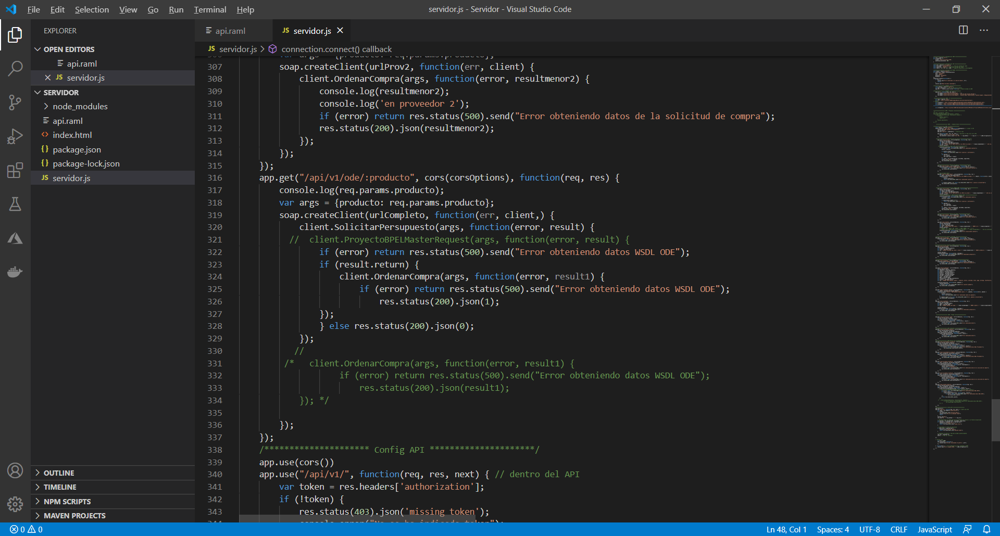 File Edit Selection View Go Run Terminal Help
servidor.js - Servidor - Visual Studio Code
EXPLORER
OPEN EDITORS
api.raml
JS servidor.js
SERVIDOR
node_modules
api.raml
<> index.html
{} package.json
{} package-lock.json
JS servidor.js
OUTLINE
TIMELINE
NPM SCRIPTS
MAVEN PROJECTS
api.raml
JS servidor.js
JS servidor.js > connection.connect() callback
307 soap.createClient(urlProv2, function(err, client) {
308 client.OrdenarCompra(args, function(error, resultmenor2) {
309 console.log(resultmenor2);
310 console.log('en proveedor 2');
311 if (error) return res.status(500).send("Error obteniendo datos de la solicitud de compra");
312 res.status(200).json(resultmenor2);
313 });
314 });
315 });
316 app.get("/api/v1/ode/:producto", cors(corsOptions), function(req, res) {
317 console.log(req.params.producto);
318 var args = {producto: req.params.producto};
319 soap.createClient(urlCompleto, function(err, client,) {
320 client.SolicitarPersupuesto(args, function(error, result) {
321 // client.ProyectoBPELMasterRequest(args, function(error, result) {
322 if (error) return res.status(500).send("Error obteniendo datos WSDL ODE");
323 if (result.return) {
324 client.OrdenarCompra(args, function(error, result1) {
325 if (error) return res.status(500).send("Error obteniendo datos WSDL ODE");
326 res.status(200).json(1);
327 });
328 } else res.status(200).json(0);
329 });
330 //
331 /* client.OrdenarCompra(args, function(error, result1) {
332 if (error) return res.status(500).send("Error obteniendo datos WSDL ODE");
333 res.status(200).json(result1);
334 }); */
335
336 });
337 });
338 /********************* Config API *********************/
339 app.use(cors())
340 app.use("/api/v1/", function(req, res, next) { // dentro del API
341 var token = res.headers['authorization'];
342 if (!token) {
343 res.status(403).json('missing token');
0 0
Ln 48, Col 1 Spaces: 4 UTF-8 CRLF JavaScript